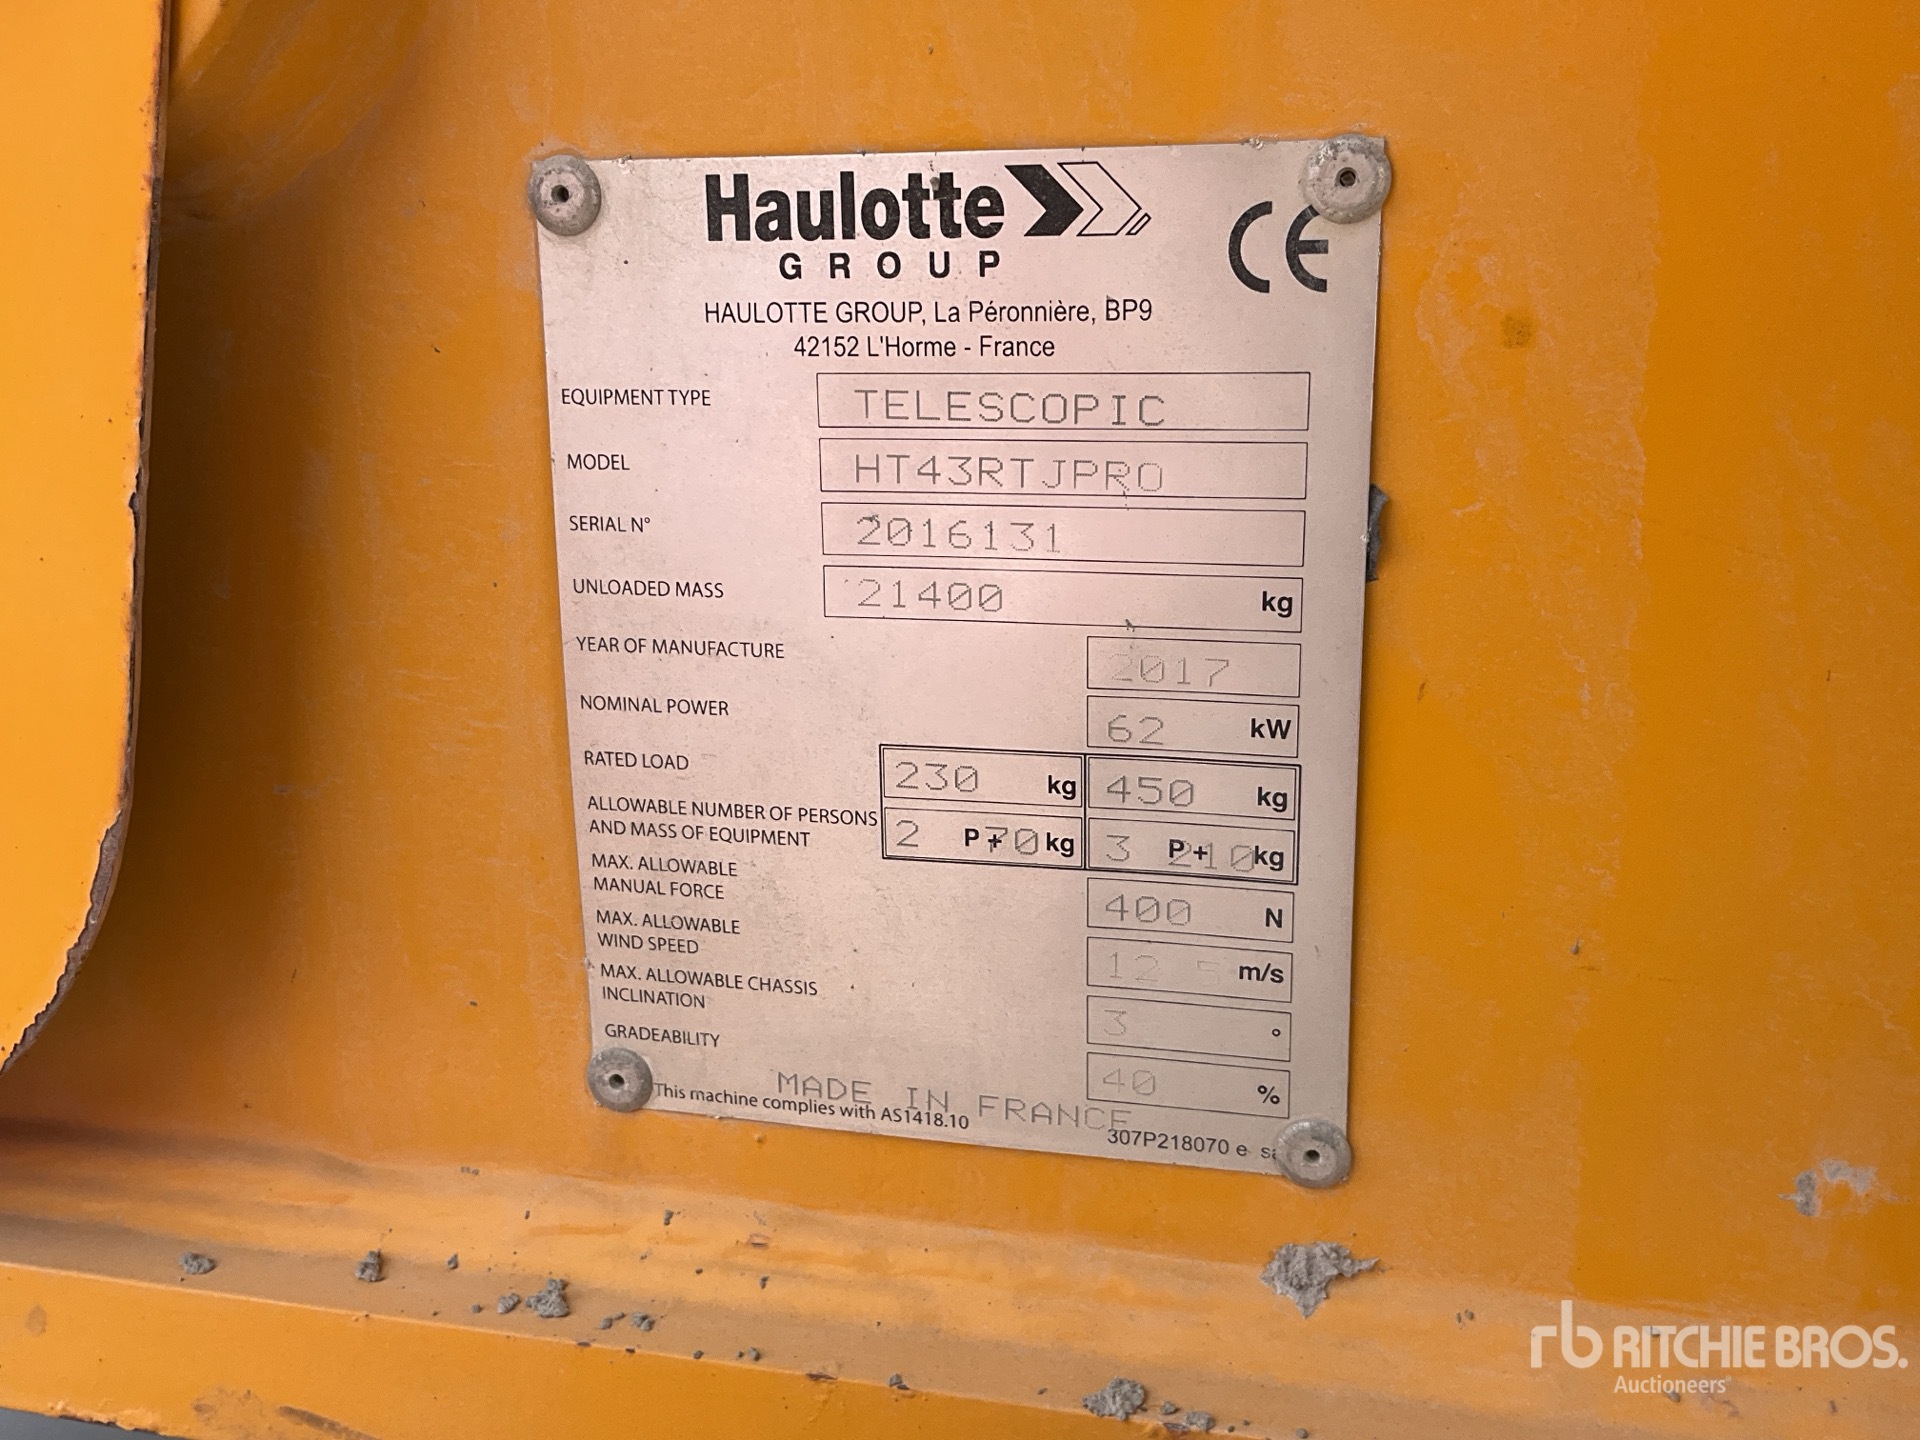 Haulotte
GROUP
CE
HAULOTTE GROUP, La Péronnière, BP9
42152 L'Horme - France
EQUIPMENT TYPE TELESCOPIC
MODEL HT43RTJPRO
SERIAL N° 2016131
UNLOADED MASS 21400 kg
YEAR OF MANUFACTURE 2017
NOMINAL POWER 62 kW
RATED LOAD 230 kg 450 kg
ALLOWABLE NUMBER OF PERSONS
AND MASS OF EQUIPMENT 2 P+ 70 kg 3 P+ 210 kg
MAX. ALLOWABLE
MANUAL FORCE 400 N
MAX. ALLOWABLE
WIND SPEED 12 5 m/s
MAX. ALLOWABLE CHASSIS
INCLINATION 3 °
GRADEABILITY 40 %
MADE IN FRANCE
This machine complies with AS1418.10
307P218070 e
rb RITCHIE BROS.
Auctioneers